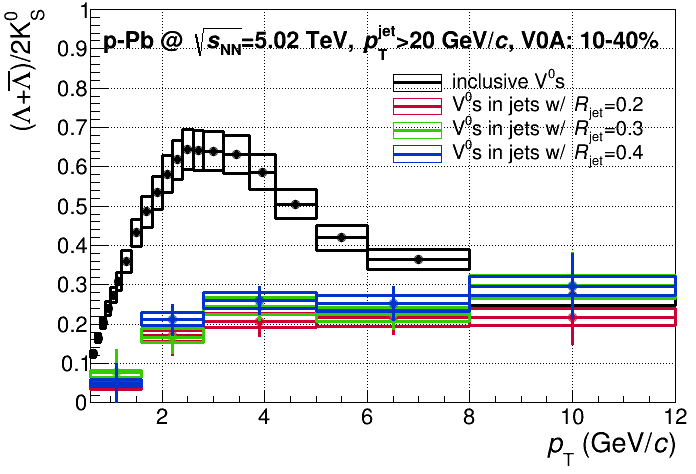 p-Pb @ √s_NN=5.02 TeV, p_T^jet>20 GeV/c, V0A: 10-40%
inclusive V⁰s
V⁰s in jets w/ R_jet=0.2
V⁰s in jets w/ R_jet=0.3
V⁰s in jets w/ R_jet=0.4
(Λ+Λ̅)/2K_S^0
1
0.9
0.8
0.7
0.6
0.5
0.4
0.3
0.2
0.1
0
2 4 6 8 10 12
p_T (GeV/c)